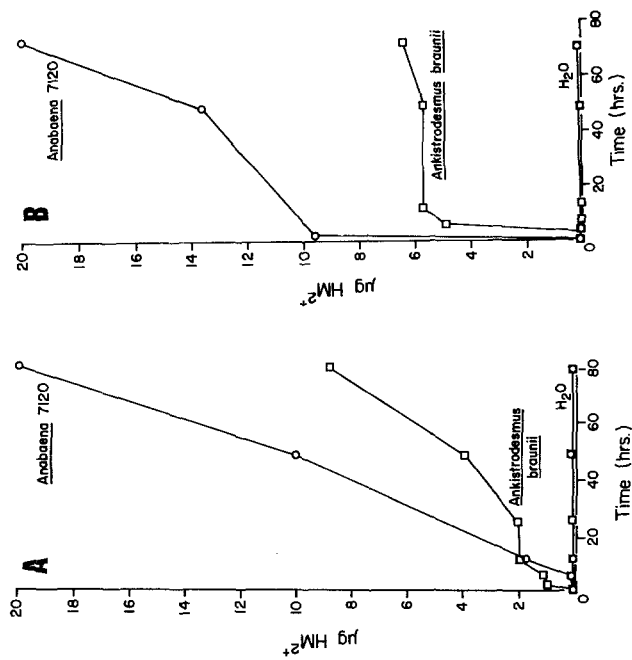 A
20
18
16
14
12
10
8
6
4
2
µg HM2+
Anabaena 7120
Ankistrodesmus
braunii
H2O
0
20
40
60
80
Time (hrs.)
B
20
18
16
14
12
10
8
6
4
2
µg HM2+
Anabaena 7120
Ankistrodesmus braunii
H2O
0
20
40
60
80
Time (hrs.)